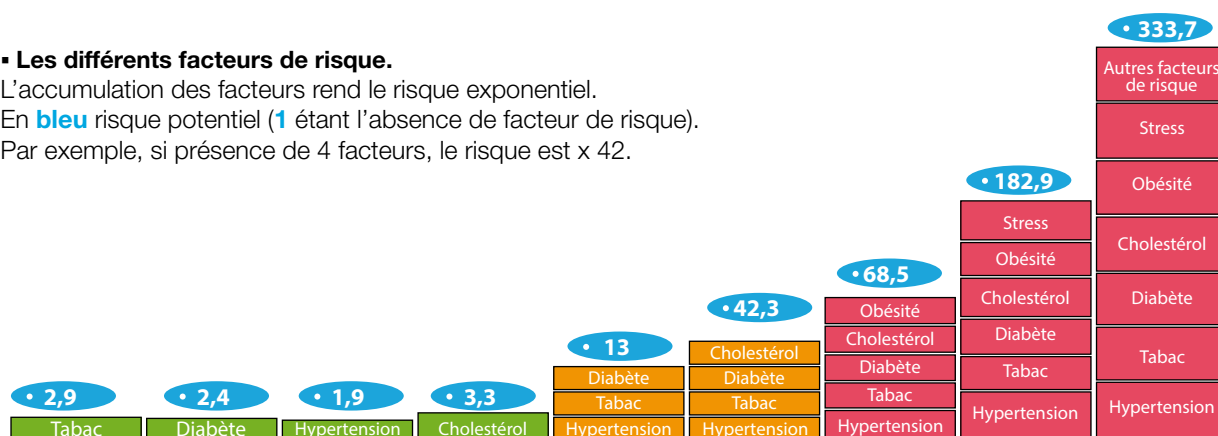 ▪ Les différents facteurs de risque.
L’accumulation des facteurs rend le risque exponentiel.
En bleu risque potentiel (1 étant l’absence de facteur de risque).
Par exemple, si présence de 4 facteurs, le risque est x 42.
• 2,9
Tabac
• 2,4
Diabète
• 1,9
Hypertension
• 3,3
Cholestérol
• 13
Diabète
Tabac
Hypertension
• 42,3
Cholestérol
Diabète
Tabac
Hypertension
• 68,5
Obésité
Cholestérol
Diabète
Tabac
Hypertension
• 182,9
Stress
Obésité
Cholestérol
Diabète
Tabac
Hypertension
• 333,7
Autres facteurs
de risque
Stress
Obésité
Cholestérol
Diabète
Tabac
Hypertension